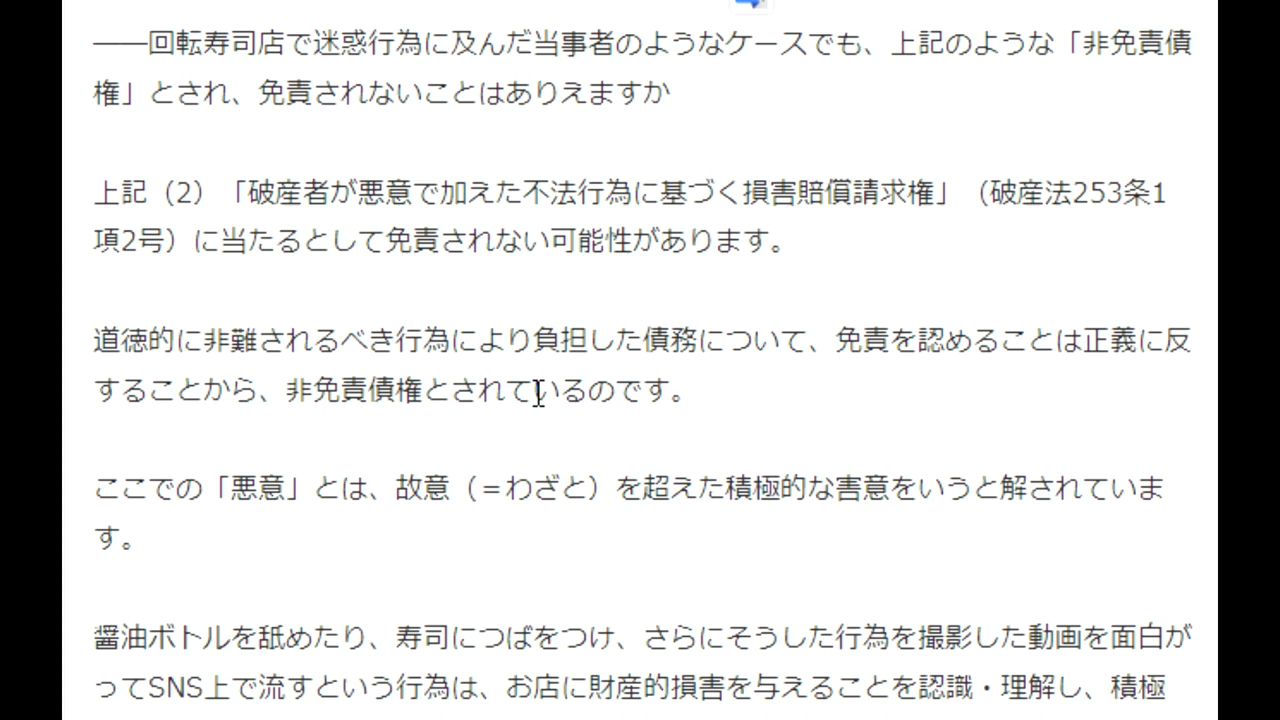 ――回転寿司店で迷惑行為に及んだ当事者のようなケースでも、上記のような「非免責債
権」とされ、免責されないことはありえますか
上記（2）「破産者が悪意で加えた不法行為に基づく損害賠償請求権」（破産法253条1
項2号）に当たるとして免責されない可能性があります。
道徳的に非難されるべき行為により負担した債務について、免責を認めることは正義に反
することから、非免責債権とされているのです。
ここでの「悪意」とは、故意（＝わざと）を超えた積極的な害意をいうと解されていま
す。
醤油ボトルを舐めたり、寿司につばをつけ、さらにそうした行為を撮影した動画を面白が
ってSNS上で流すという行為は、お店に財産的損害を与えることを認識・理解し、積極